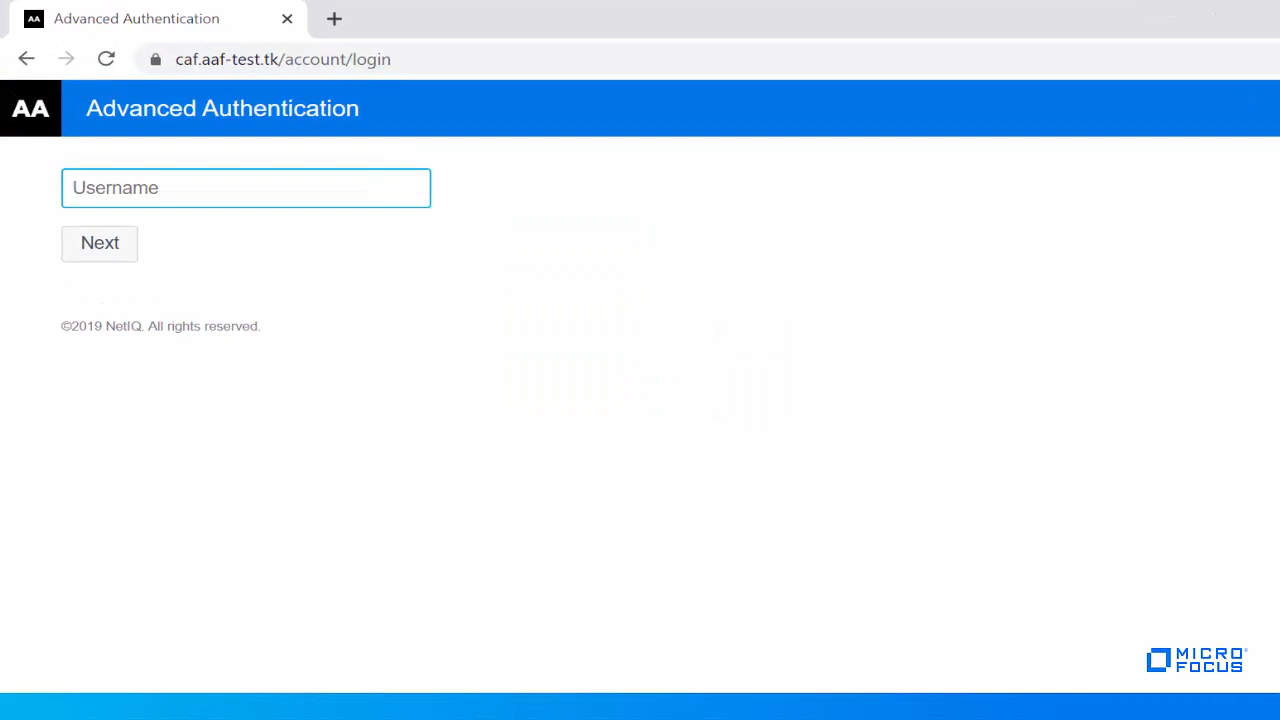 AA Advanced Authentication
caf.aaf-test.tk/account/login
AA Advanced Authentication
Username
Next
©2019 NetIQ. All rights reserved.
MICRO
FOCUS